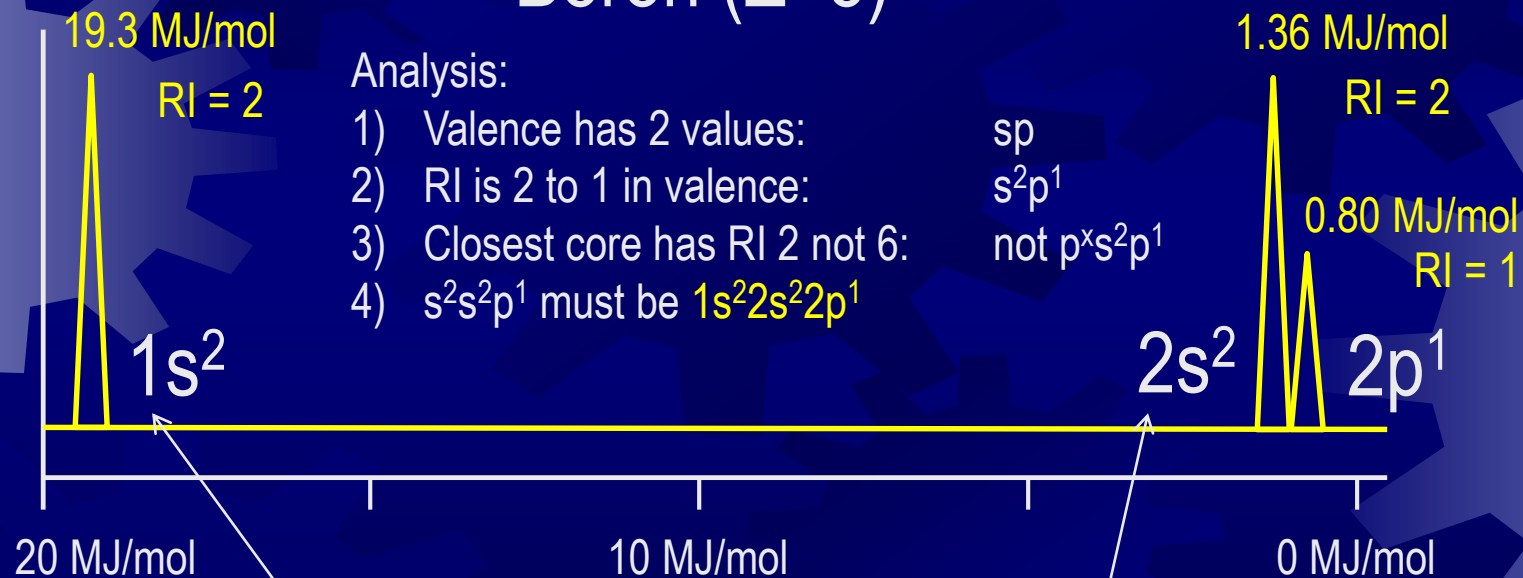 Boron (Z=5)
19.3 MJ/mol
RI = 2
Analysis:
1) Valence has 2 values: sp
2) RI is 2 to 1 in valence: s²p¹
3) Closest core has RI 2 not 6: not pˣs²p¹
4) s²s²p¹ must be 1s²2s²2p¹
1.36 MJ/mol
RI = 2
0.80 MJ/mol
RI = 1
1s²
2s²
2p¹
20 MJ/mol
10 MJ/mol
0 MJ/mol